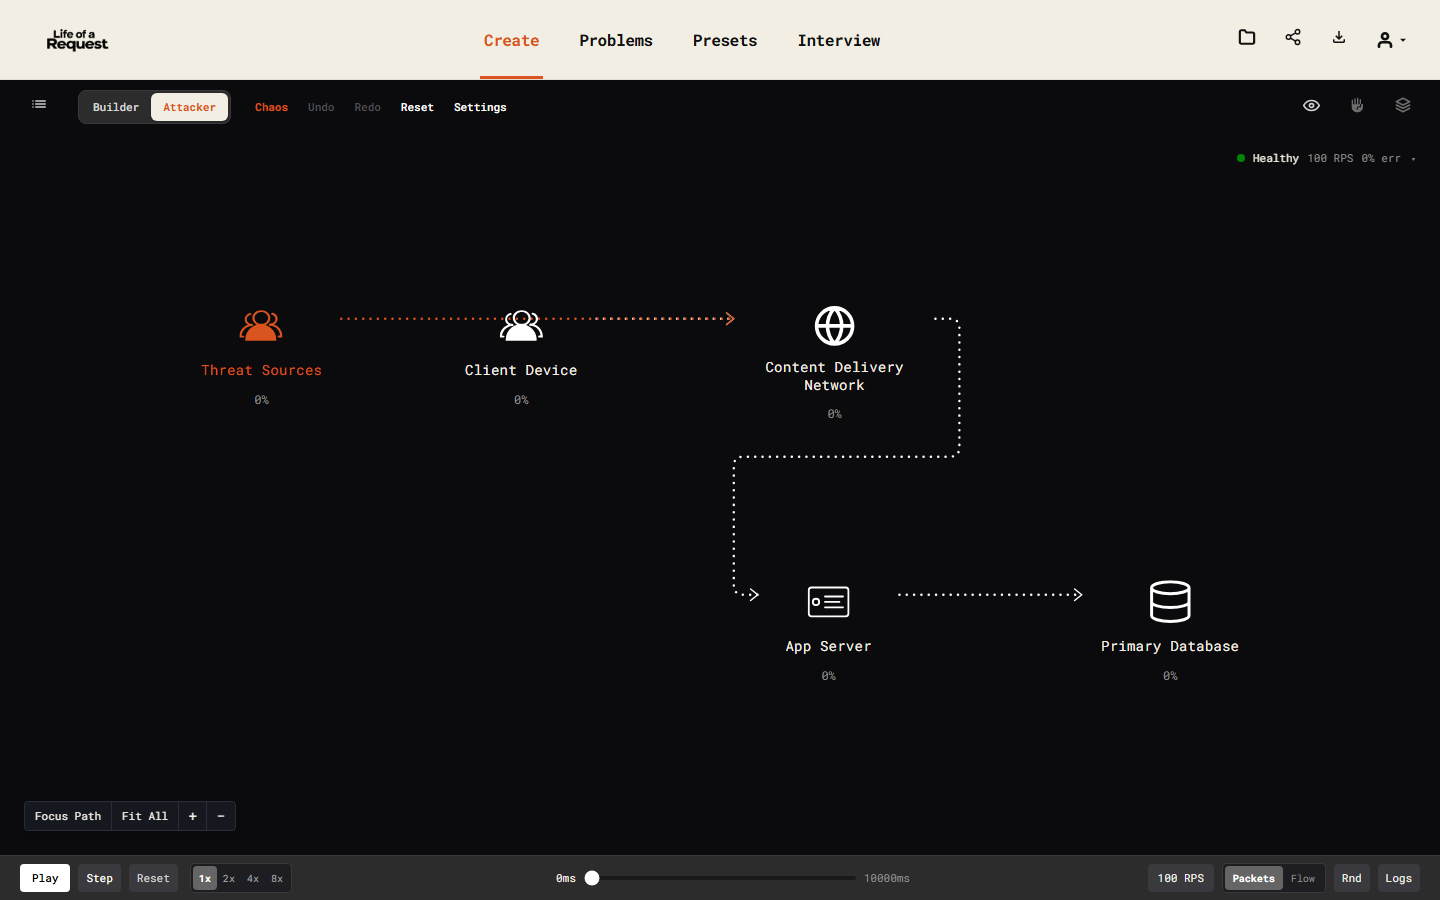 Life of a
Request
Create
Problems
Presets
Interview
Builder
Attacker
Chaos
Undo
Redo
Reset
Settings
Healthy 100 RPS 0% err
Threat Sources
0%
Client Device
0%
Content Delivery
Network
0%
App Server
0%
Primary Database
0%
Focus Path
Fit All
+
−
Play
Step
Reset
1x
2x
4x
8x
0ms
10000ms
100 RPS
Packets
Flow
Rnd
Logs